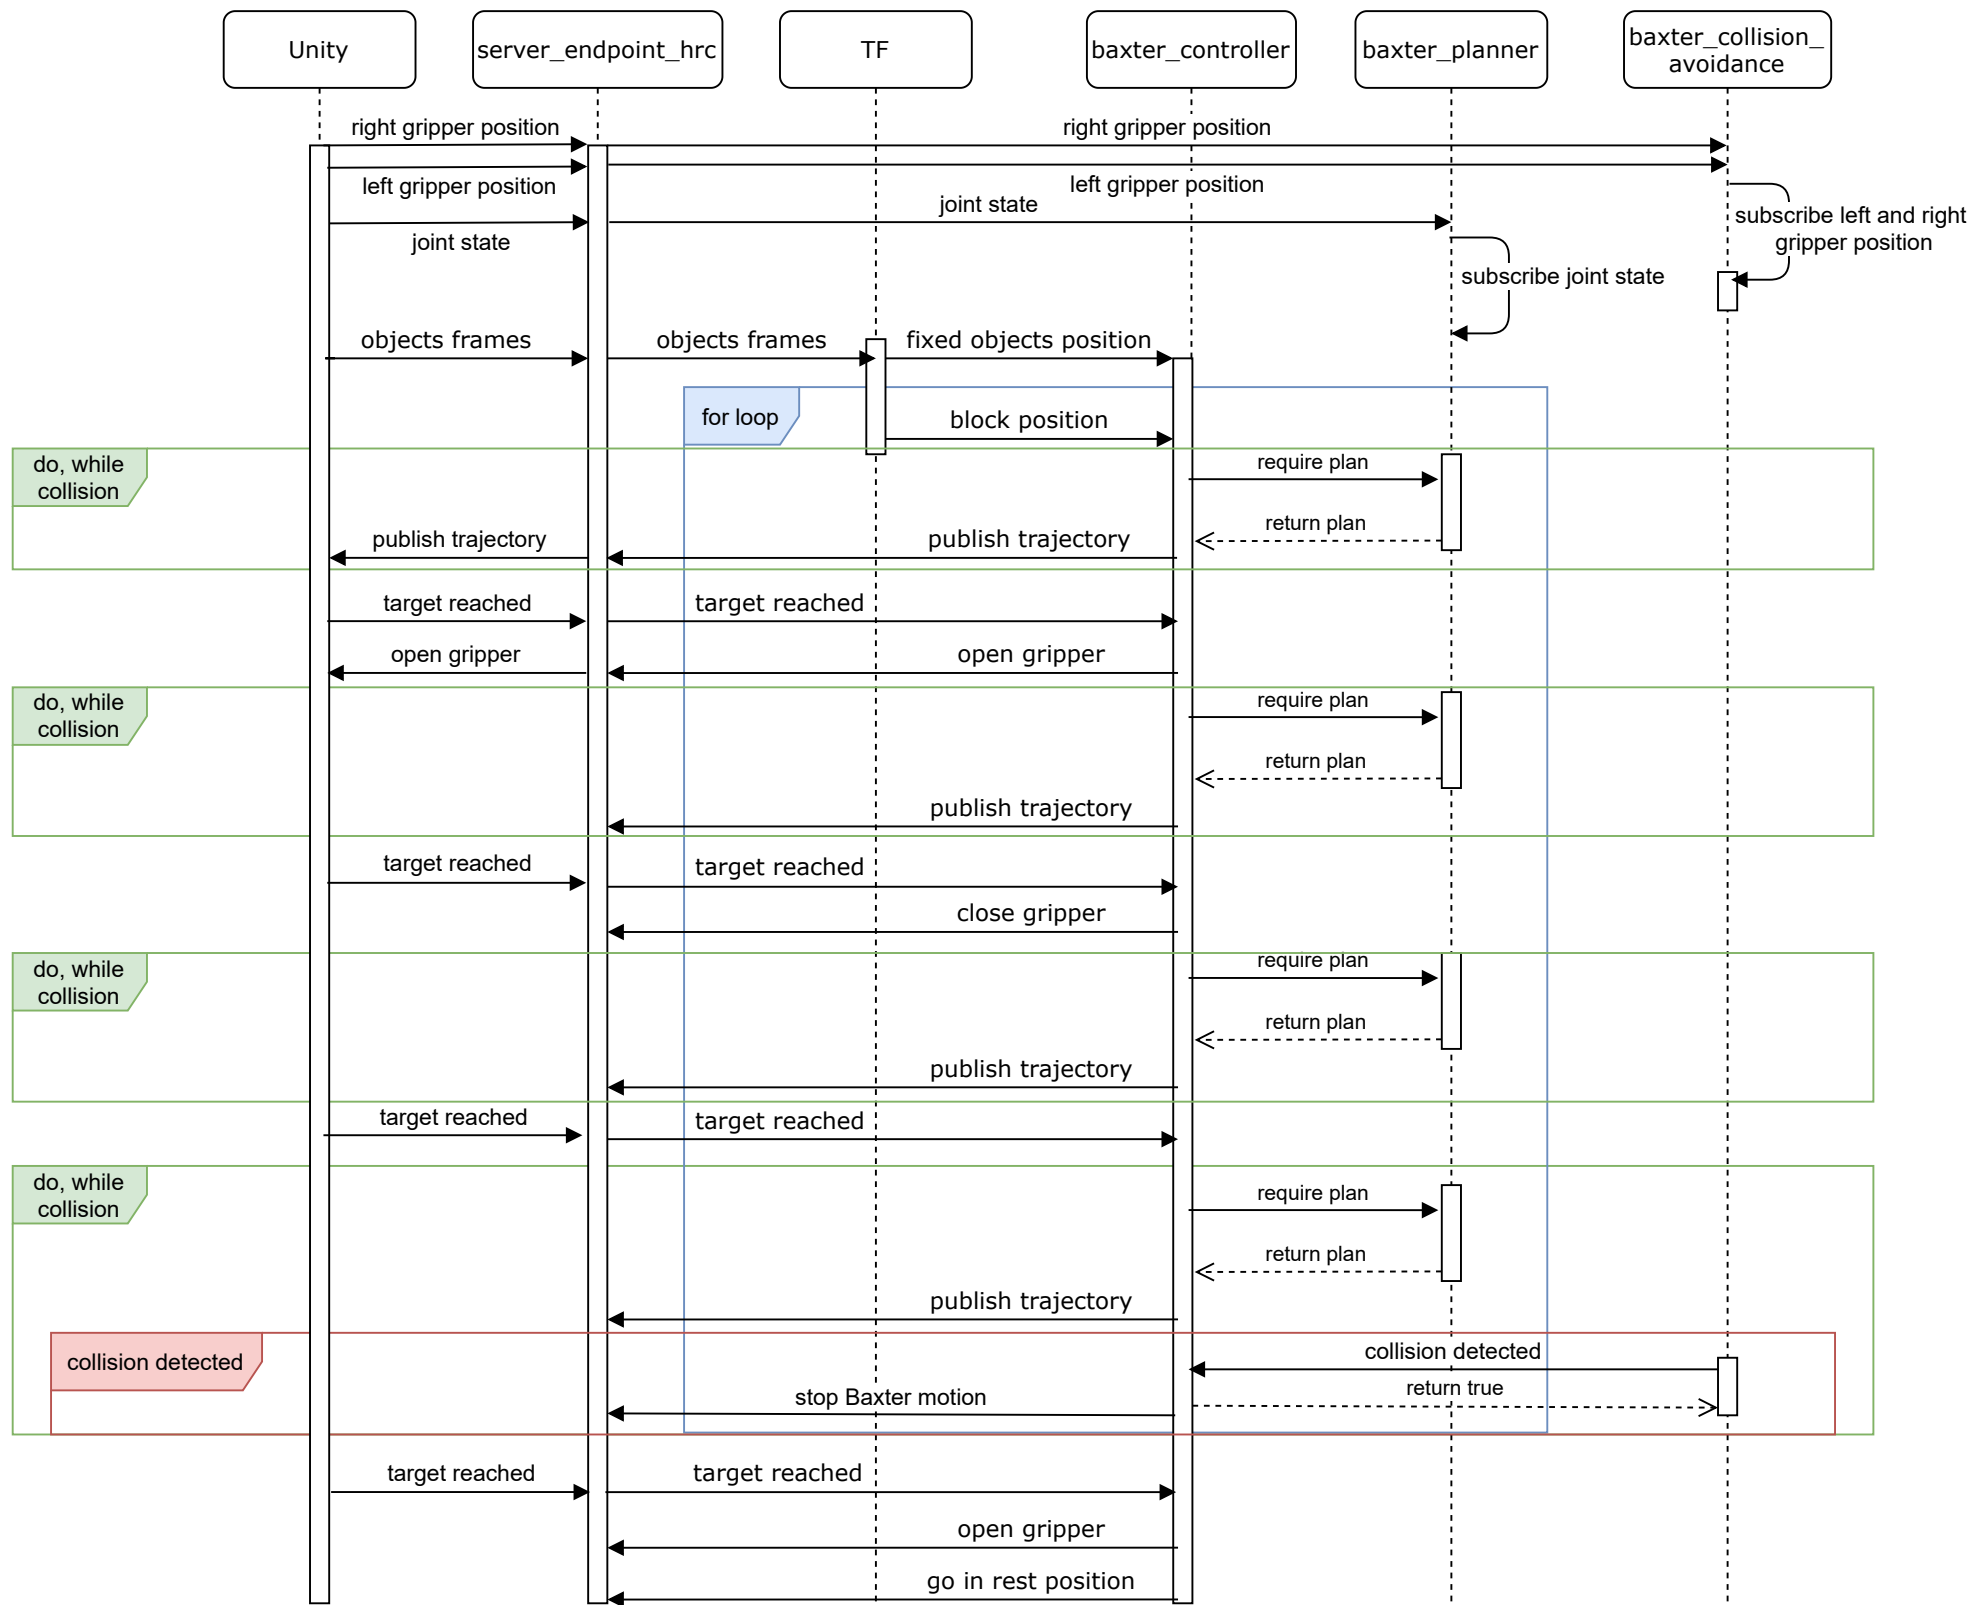 Unity
server_endpoint_hrc
TF
baxter_controller
baxter_planner
baxter_collision_
avoidance
right gripper position
right gripper position
left gripper position
left gripper position
joint state
joint state
subscribe left and right
gripper position
subscribe joint state
objects frames
objects frames
fixed objects position
for loop
block position
do, while
collision
require plan
return plan
publish trajectory
publish trajectory
target reached
target reached
open gripper
open gripper
do, while
collision
require plan
return plan
publish trajectory
target reached
target reached
close gripper
do, while
collision
require plan
return plan
publish trajectory
target reached
target reached
do, while
collision
require plan
return plan
publish trajectory
collision detected
collision detected
return true
stop Baxter motion
target reached
target reached
open gripper
go in rest position